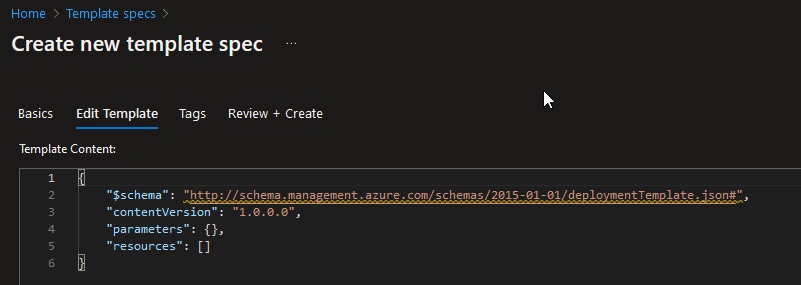 Home > Template specs >
Create new template spec ...
Basics Edit Template Tags Review + Create
Template Content:
1 {
2 "$schema": "http://schema.management.azure.com/schemas/2015-01-01/deploymentTemplate.json#",
3 "contentVersion": "1.0.0.0",
4 "parameters": {},
5 "resources": []
6 }